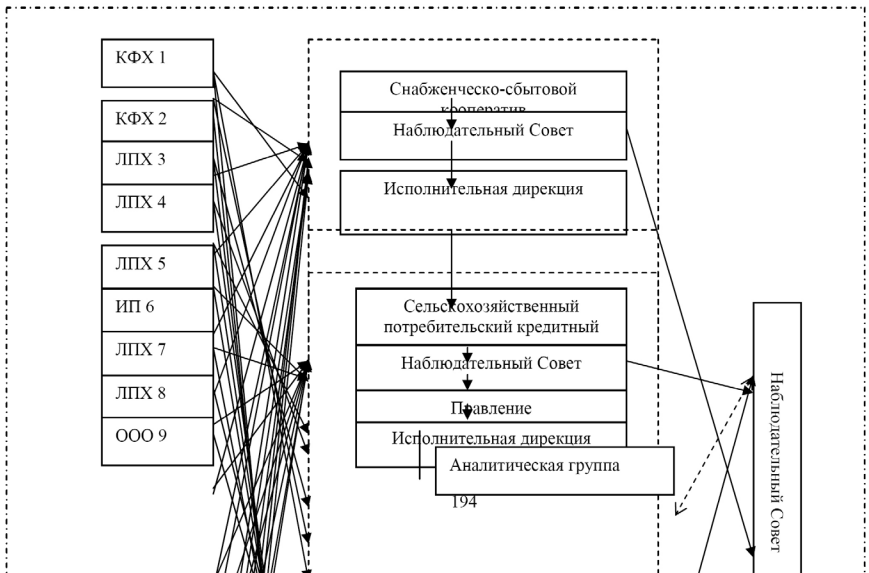 КФХ 1
КФХ 2
ЛПХ 3
ЛПХ 4
ЛПХ 5
ИП 6
ЛПХ 7
ЛПХ 8
ООО 9
Снабженческо-сбытовой
кооператив
Наблюдательный Совет
Исполнительная дирекция
Сельскохозяйственный
потребительский кредитный
Наблюдательный Совет
Правление
Исполнительная дирекция
Аналитическая группа
194
Наблюдательный Совет